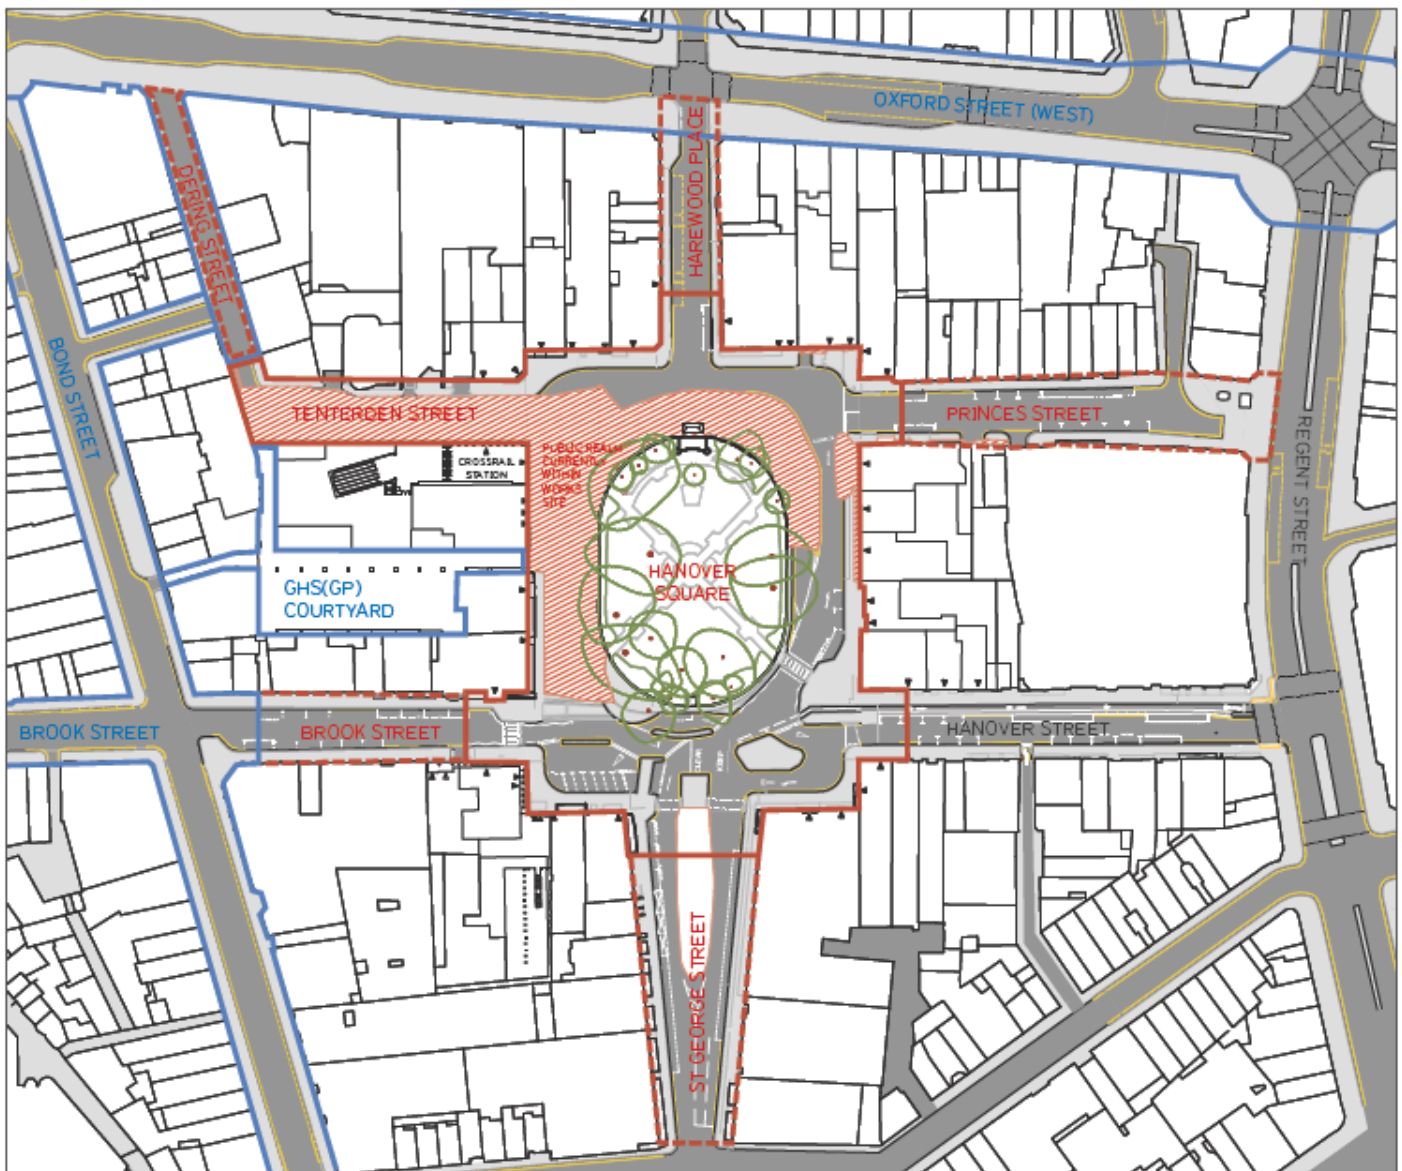 OXFORD STREET (WEST)
HAREWOOD PLACE
DERING STREET
BOND STREET
TENTERDEN STREET
PRINCES STREET
REGENT STREET
PUBLIC REALM
CURRENTLY
WITHIN
WORKS
SITE
CROSSRAIL
STATION
HANOVER
SQUARE
GHS(GP)
COURTYARD
BROOK STREET
BROOK STREET
HANOVER STREET
ST GEORGE STREET